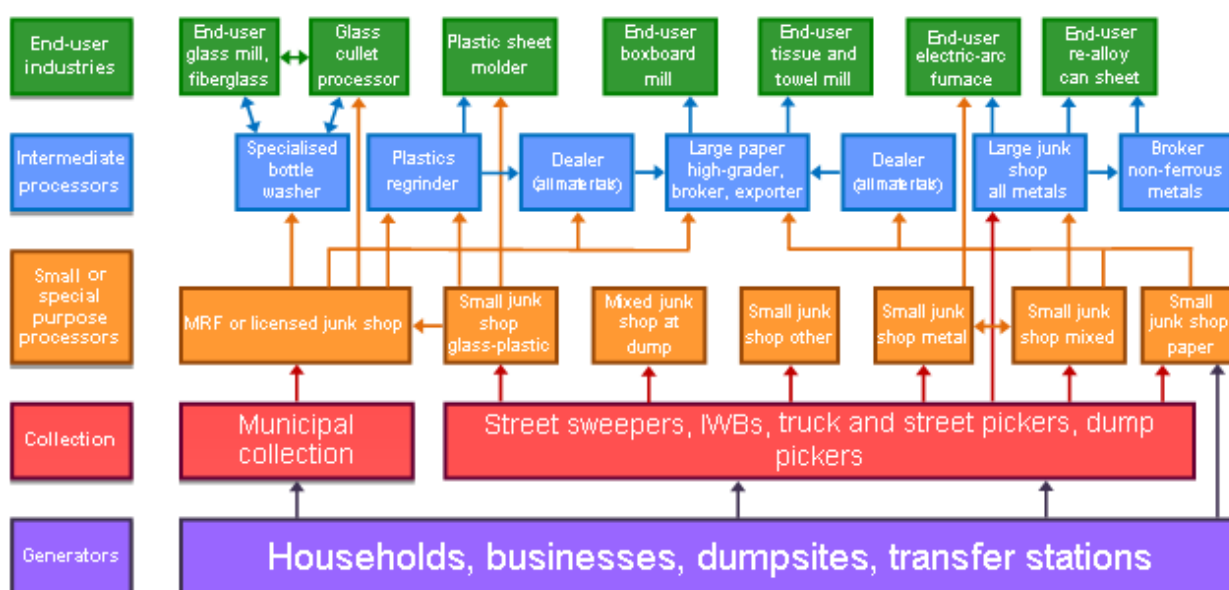 End-user
industries
End-user
glass mill,
fiberglass
Glass
cullet
processor
Plastic sheet
molder
End-user
boxboard
mill
End-user
tissue and
towel mill
End-user
electric-arc
furnace
End-user
re-alloy
can sheet
Intermediate
processors
Specialised
bottle
washer
Plastics
regrinder
Dealer
(all materials)
Large paper
high-grader,
broker, exporter
Dealer
(all materials)
Large junk
shop
all metals
Broker
non-ferrous
metals
Small or
special
purpose
processors
MRF or licensed junk shop
Small junk
shop
glass-plastic
Mixed junk
shop at
dump
Small junk
shop other
Small junk
shop metal
Small junk
shop mixed
Small
junk shop
paper
Collection
Municipal
collection
Street sweepers, IWBs, truck and street pickers, dump
pickers
Generators
Households, businesses, dumpsites, transfer stations